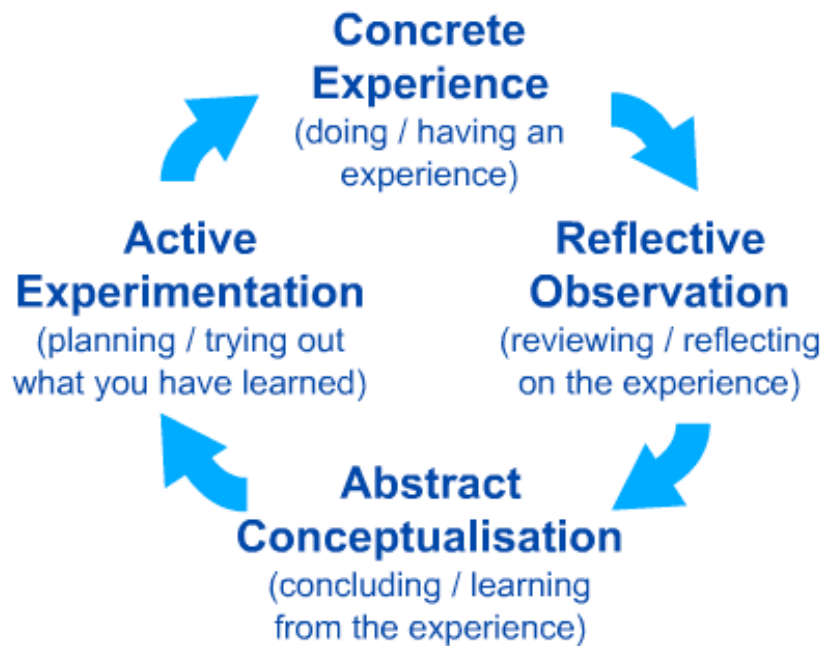 Concrete
Experience
(doing / having an
experience)
Reflective
Observation
(reviewing / reflecting
on the experience)
Abstract
Conceptualisation
(concluding / learning
from the experience)
Active
Experimentation
(planning / trying out
what you have learned)